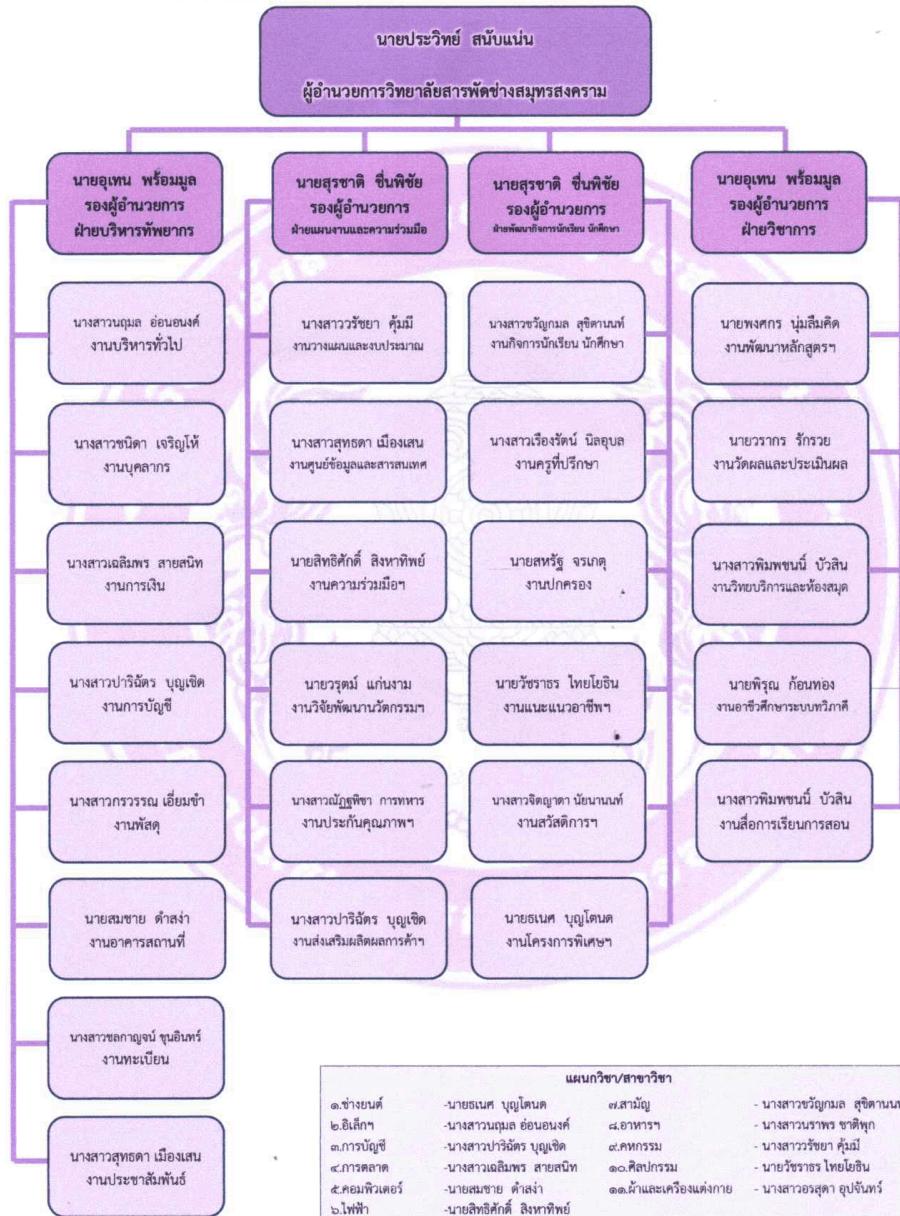 นายประวิทย์ สนับแน่น
ผู้อำนวยการวิทยาลัยสารพัดช่างสมุทรสงคราม
นายอุเทน พร้อมมูล
รองผู้อำนวยการ
ฝ่ายบริหารทัพยากร
นางสาวนฤมล อ่อนอนงค์
งานบริหารทั่วไป
นางสาวชนิดา เจริญโห้
งานบุคลากร
นางสาวเฉลิมพร สายสนิท
งานการเงิน
นางสาวปาริฉัตร บุญเชิด
งานการบัญชี
นางสาวกรวรรณ เอี่ยมขำ
งานพัสดุ
นายสมชาย ดำสง่า
งานอาคารสถานที่
นางสาวชลกาญจน์ ขุนอินทร์
งานทะเบียน
นางสาวสุทธดา เมืองเสน
งานประชาสัมพันธ์
นายสุรชาติ ชื่นพิชัย
รองผู้อำนวยการ
ฝ่ายแผนงานและความร่วมมือ
นางสาววรัชยา คุ้มมี
งานวางแผนและงบประมาณ
นางสาวสุทธดา เมืองเสน
งานศูนย์ข้อมูลและสารสนเทศ
นายสิทธิศักดิ์ สิงหาทิพย์
งานความร่วมมือฯ
นายวรุตม์ แก่นงาม
งานวิจัยพัฒนานวัตกรรมฯ
นางสาวณัฏฐพิชา การทหาร
งานประกันคุณภาพฯ
นางสาวปาริฉัตร บุญเชิด
งานส่งเสริมผลิตผลการค้าฯ
นายสุรชาติ ชื่นพิชัย
รองผู้อำนวยการ
ฝ่ายพัฒนากิจการนักเรียน นักศึกษา
นางสาวขวัญกมล สุขิตานนท์
งานกิจการนักเรียน นักศึกษา
นางสาวเรืองรัตน์ นิลอุบล
งานครูที่ปรึกษา
นายสหรัฐ จรเกตุ
งานปกครอง
นายวัชราธร ไทยโยธิน
งานแนะแนวอาชีพฯ
นางสาวจิตญาดา นัยนานนท์
งานสวัสดิการฯ
นายธเนศ บุญโตนด
งานโครงการพิเศษฯ
นายอุเทน พร้อมมูล
รองผู้อำนวยการ
ฝ่ายวิชาการ
นายพงศกร นุ่มลืมคิด
งานพัฒนาหลักสูตรฯ
นายวรากร รักรวย
งานวัดผลและประเมินผล
นางสาวพิมพชนนี้ บัวสิน
งานวิทยบริการและห้องสมุด
นายพิรุณ ก้อนทอง
งานอาชีวศึกษาระบบทวิภาคี
นางสาวพิมพชนนี้ บัวสิน
งานสื่อการเรียนการสอน
แผนกวิชา/สาขาวิชา
๑.ช่างยนต์ -นายธเนศ บุญโตนด ๗.สามัญ - นางสาวขวัญกมล สุขิตานนท์
๒.อิเล็กฯ -นางสาวนฤมล อ่อนอนงค์ ๘.อาหารฯ - นางสาวนราพร ชาติพุก
๓.การบัญชี -นางสาวปาริฉัตร บุญเชิด ๙.คหกรรม - นางสาววรัชยา คุ้มมี
๔.การตลาด -นางสาวเฉลิมพร สายสนิท ๑๐.ศิลปกรรม - นายวัชราธร ไทยโยธิน
๕.คอมพิวเตอร์ -นายสมชาย ดำสง่า ๑๑.ผ้าและเครื่องแต่งกาย - นางสาวอรสุดา อุปจันทร์
๖.ไฟฟ้า -นายสิทธิศักดิ์ สิงหาทิพย์